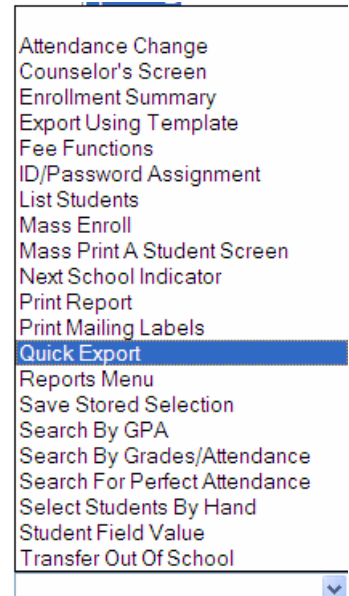 Attendance Change
Counselor's Screen
Enrollment Summary
Export Using Template
Fee Functions
ID/Password Assignment
List Students
Mass Enroll
Mass Print A Student Screen
Next School Indicator
Print Report
Print Mailing Labels
Quick Export
Reports Menu
Save Stored Selection
Search By GPA
Search By Grades/Attendance
Search For Perfect Attendance
Select Students By Hand
Student Field Value
Transfer Out Of School